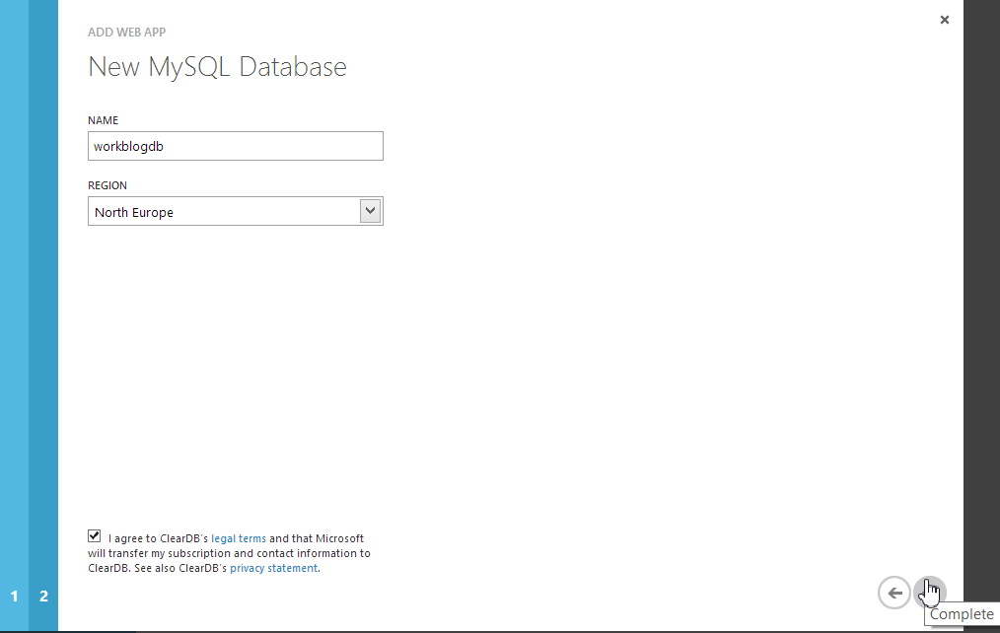 ADD WEB APP
New MySQL Database
NAME
workblogdb
REGION
North Europe
I agree to ClearDB's legal terms and that Microsoft
will transfer my subscription and contact information to
ClearDB. See also ClearDB's privacy statement.
1 2
Complete